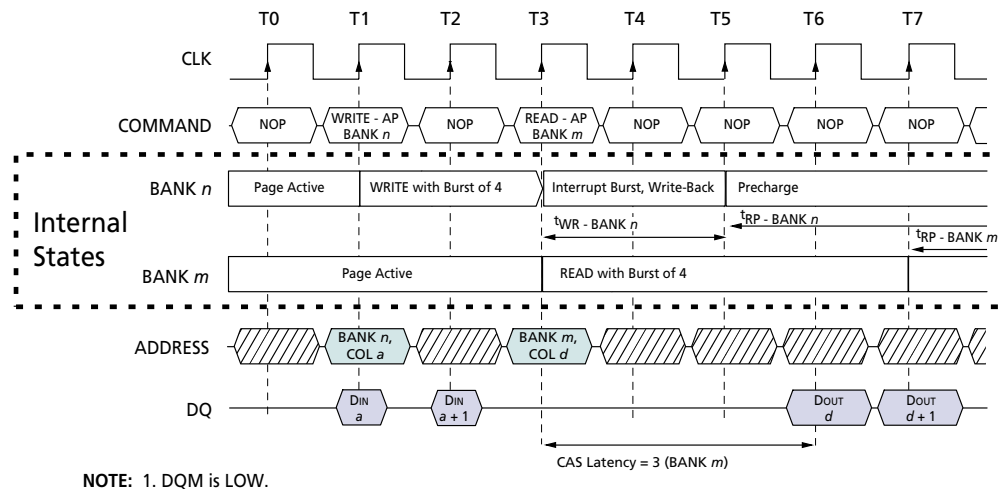 T0 T1 T2 T3 T4 T5 T6 T7
CLK
COMMAND NOP WRITE - AP BANK n NOP READ - AP BANK m NOP NOP NOP NOP
BANK n Page Active WRITE with Burst of 4 Interrupt Burst, Write-Back Precharge
Internal States
tWR - BANK n tRP - BANK n
tRP - BANK m
BANK m Page Active READ with Burst of 4
ADDRESS BANK n, COL a BANK m, COL d
DQ DIN a DIN a + 1 DOUT d DOUT d + 1
CAS Latency = 3 (BANK m)
NOTE: 1. DQM is LOW.